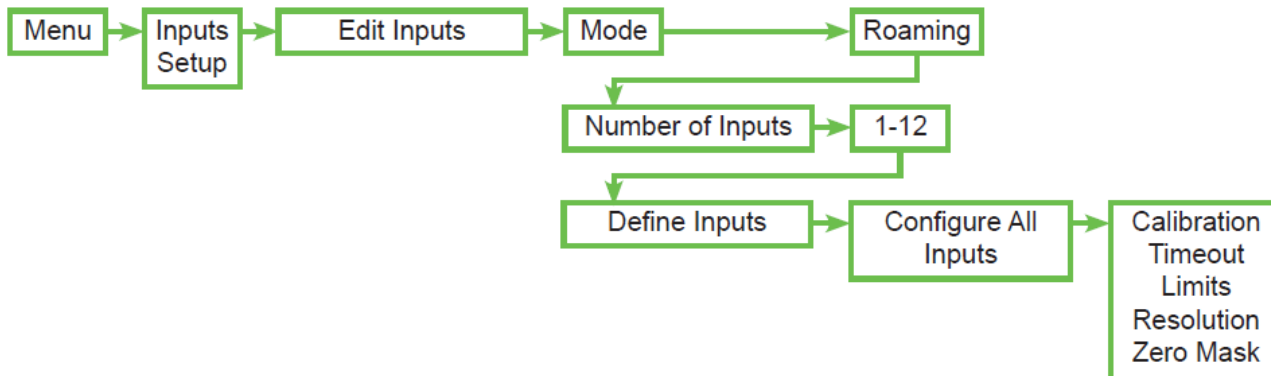 Menu
Inputs
Setup
Edit Inputs
Mode
Roaming
Number of Inputs
1-12
Define Inputs
Configure All
Inputs
Calibration
Timeout
Limits
Resolution
Zero Mask